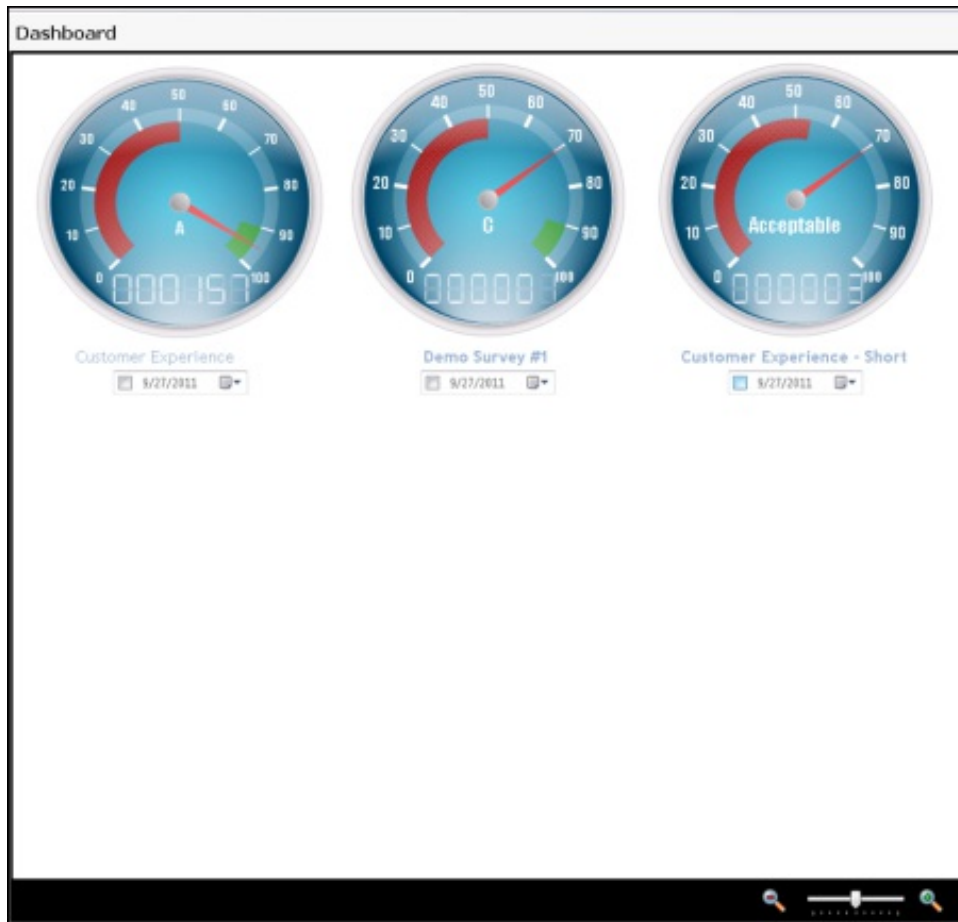 Dashboard
0 10 20 30 40 50 60 70 80 90 100
A
000157
0 10 20 30 40 50 60 70 80 90 100
C
0 10 20 30 40 50 60 70 80 90 100
Acceptable
000003
Customer Experience
Demo Survey #1
Customer Experience - Short
9/27/2011
9/27/2011
9/27/2011